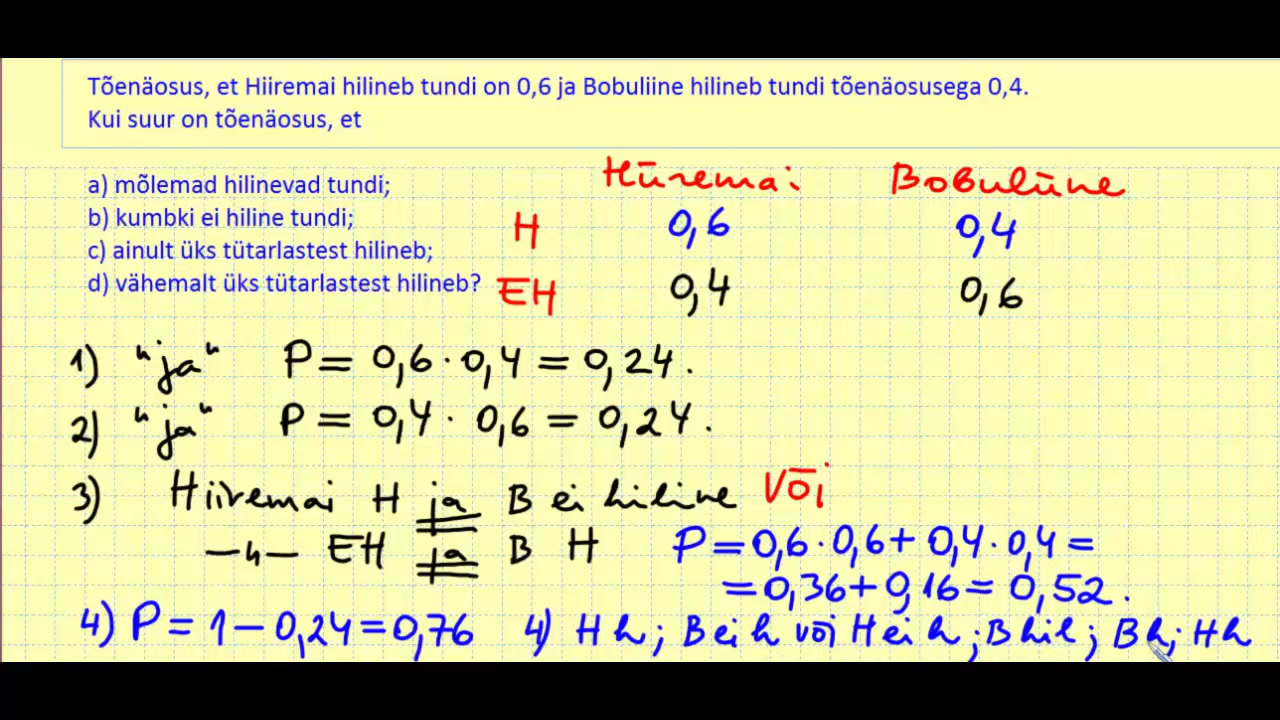 Tõenäosus, et Hiiremai hilineb tundi on 0,6 ja Bobuliine hilineb tundi tõenäosusega 0,4.
Kui suur on tõenäosus, et
a) mõlemad hilinevad tundi;
b) kumbki ei hiline tundi;
c) ainult üks tütarlastest hilineb;
d) vähemalt üks tütarlastest hilineb?
Hiiremai Bobuliine
H 0,6 0,4
EH 0,4 0,6
1) "ja" P = 0,6 · 0,4 = 0,24.
2) "ja" P = 0,4 · 0,6 = 0,24.
3) Hiiremai H ja B ei hiline või
—"— EH ja B H P = 0,6 · 0,6 + 0,4 · 0,4 =
= 0,36 + 0,16 = 0,52.
4) P = 1 – 0,24 = 0,76 4) H h; B ei h või H ei h; B hil; B h; H h